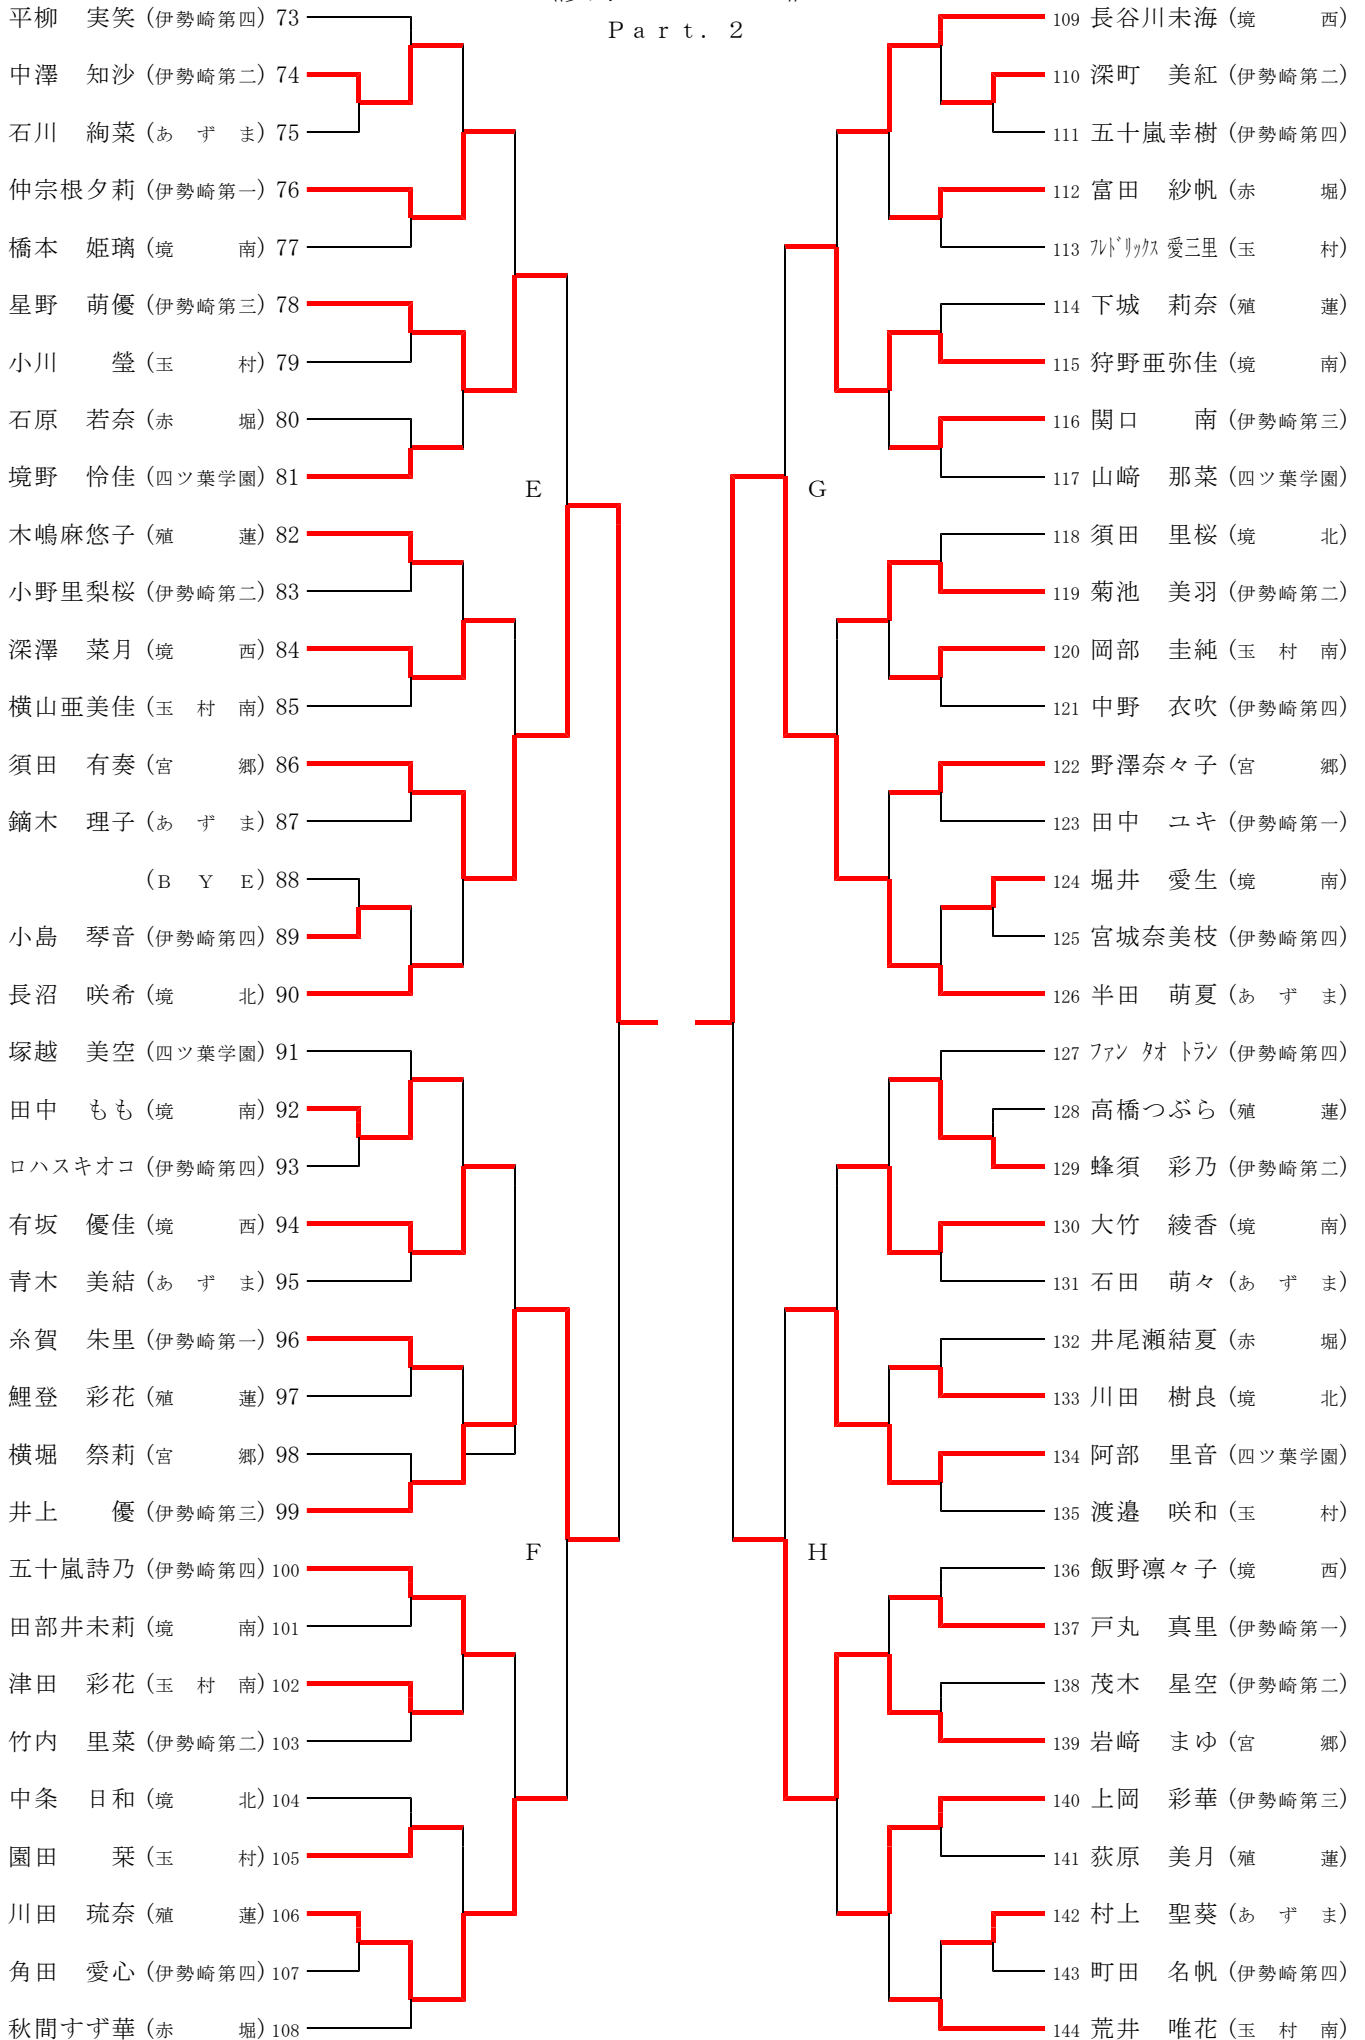 Part. 2
平柳 実笑 (伊勢崎第四) 73
中澤 知沙 (伊勢崎第二) 74
石川 絢菜 (あずま) 75
仲宗根夕莉 (伊勢崎第一) 76
橋本 姫璃 (境南) 77
星野 萌優 (伊勢崎第三) 78
小川 瑩 (玉村) 79
石原 若奈 (赤堀) 80
境野 怜佳 (四ツ葉学園) 81
E
木嶋麻悠子 (殖蓮) 82
小野里梨桜 (伊勢崎第二) 83
深澤 菜月 (境西) 84
横山亜美佳 (玉村南) 85
須田 有奏 (宮郷) 86
鏑木 理子 (あずま) 87
(BYE) 88
小島 琴音 (伊勢崎第四) 89
長沼 咲希 (境北) 90
塚越 美空 (四ツ葉学園) 91
田中 もも (境南) 92
ロハスキオコ (伊勢崎第四) 93
有坂 優佳 (境西) 94
青木 美結 (あずま) 95
糸賀 朱里 (伊勢崎第一) 96
鯉登 彩花 (殖蓮) 97
横堀 祭莉 (宮郷) 98
井上 優 (伊勢崎第三) 99
F
五十嵐詩乃 (伊勢崎第四) 100
田部井未莉 (境南) 101
津田 彩花 (玉村南) 102
竹内 里菜 (伊勢崎第二) 103
中条 日和 (境北) 104
園田 栞 (玉村) 105
川田 琉奈 (殖蓮) 106
角田 愛心 (伊勢崎第四) 107
秋間すず華 (赤堀) 108
109 長谷川未海 (境西)
110 深町 美紅 (伊勢崎第二)
111 五十嵐幸樹 (伊勢崎第四)
112 富田 紗帆 (赤堀)
113 フレドリックス 愛三里 (玉村)
114 下城 莉奈 (殖蓮)
115 狩野亜弥佳 (境南)
116 関口 南 (伊勢崎第三)
117 山﨑 那菜 (四ツ葉学園)
G
118 須田 里桜 (境北)
119 菊池 美羽 (伊勢崎第二)
120 岡部 圭純 (玉村南)
121 中野 衣吹 (伊勢崎第四)
122 野澤奈々子 (宮郷)
123 田中 ユキ (伊勢崎第一)
124 堀井 愛生 (境南)
125 宮城奈美枝 (伊勢崎第四)
126 半田 萌夏 (あずま)
127 ファン タオ トラン (伊勢崎第四)
128 高橋つぶら (殖蓮)
129 蜂須 彩乃 (伊勢崎第二)
130 大竹 綾香 (境南)
131 石田 萌々 (あずま)
132 井尾瀬結夏 (赤堀)
133 川田 樹良 (境北)
134 阿部 里音 (四ツ葉学園)
135 渡邉 咲和 (玉村)
H
136 飯野凛々子 (境西)
137 戸丸 真里 (伊勢崎第一)
138 茂木 星空 (伊勢崎第二)
139 岩﨑 まゆ (宮郷)
140 上岡 彩華 (伊勢崎第三)
141 荻原 美月 (殖蓮)
142 村上 聖葵 (あずま)
143 町田 名帆 (伊勢崎第四)
144 荒井 唯花 (玉村南)